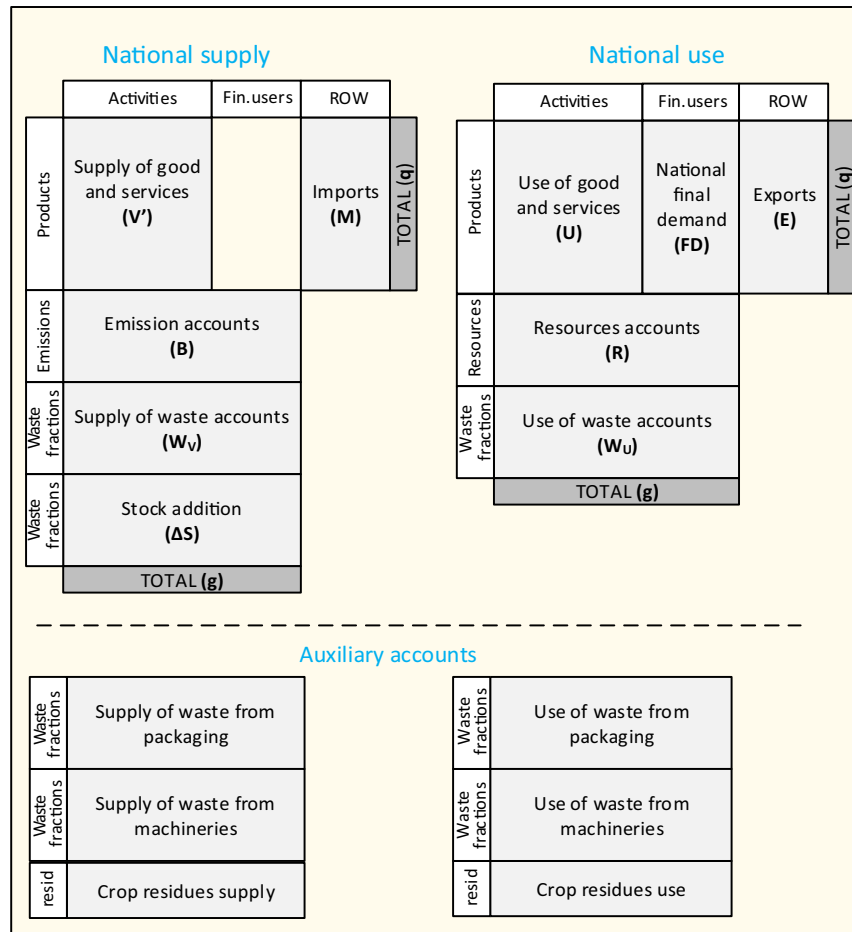 National supply
Activities
Fin.users
ROW
Products
Supply of good
and services
(V’)
Imports
(M)
TOTAL (q)
Emissions
Emission accounts
(B)
Waste
fractions
Supply of waste accounts
(WV)
Waste
fractions
Stock addition
(ΔS)
TOTAL (g)
National use
Activities
Fin.users
ROW
Products
Use of good
and services
(U)
National
final
demand
(FD)
Exports
(E)
TOTAL (q)
Resources
Resources accounts
(R)
Waste
fractions
Use of waste accounts
(WU)
TOTAL (g)
Auxiliary accounts
Waste
fractions
Supply of waste from
packaging
Waste
fractions
Supply of waste from
machineries
resid
Crop residues supply
Waste
fractions
Use of waste from
packaging
Waste
fractions
Use of waste from
machineries
resid
Crop residues use